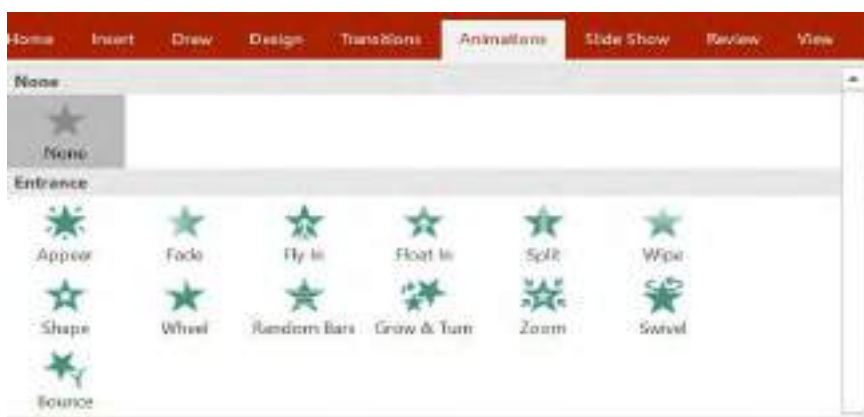 Home Insert Draw Design Transitions Animations Slide Show Review View
None
None
Entrance
Appear Fade Fly In Float In Split Wipe
Shape Wheel Random Bars Grow & Turn Zoom Swivel
Bounce